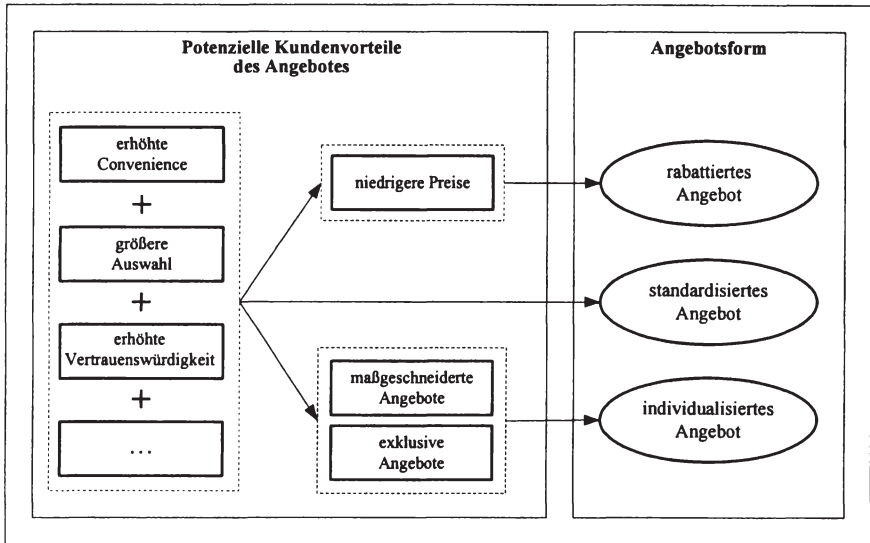 Potenzielle Kundenvorteile
des Angebotes
Angebotsform
erhöhte
Convenience
+
größere
Auswahl
+
erhöhte
Vertrauenswürdigkeit
+
...
niedrigere Preise
maßgeschneiderte
Angebote
exklusive
Angebote
rabattiertes
Angebot
standardisiertes
Angebot
individualisiertes
Angebot